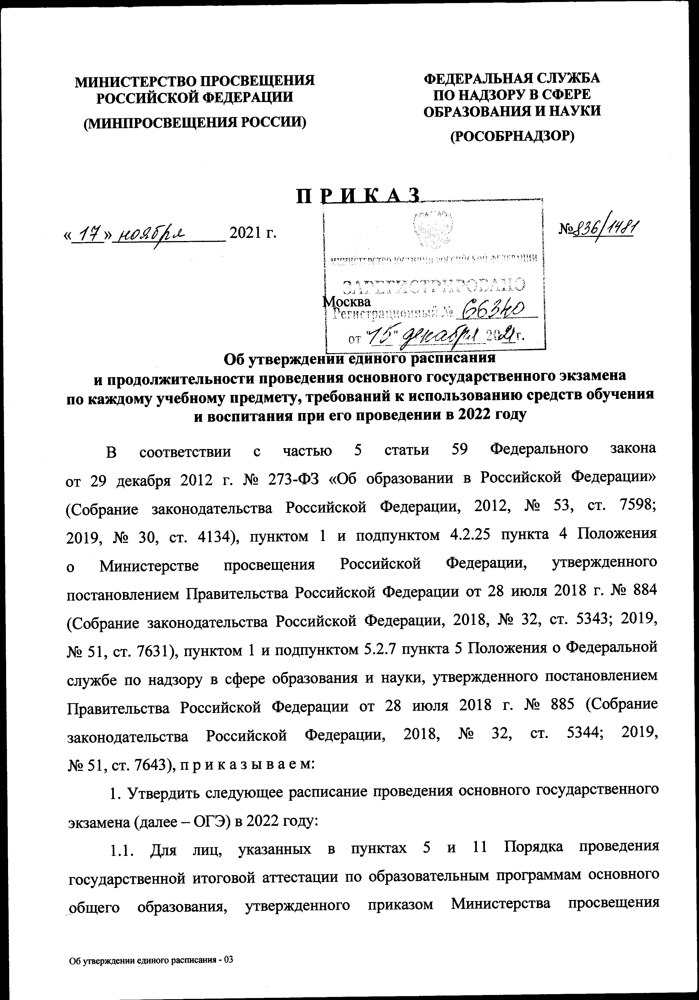 МИНИСТЕРСТВО ПРОСВЕЩЕНИЯ
РОССИЙСКОЙ ФЕДЕРАЦИИ
(МИНПРОСВЕЩЕНИЯ РОССИИ)
ФЕДЕРАЛЬНАЯ СЛУЖБА
ПО НАДЗОРУ В СФЕРЕ
ОБРАЗОВАНИЯ И НАУКИ
(РОСОБРНАДЗОР)
П Р И К А З
« 17 » ноября 2021 г.
№ 836/1481
МИНИСТЕРСТВО ЮСТИЦИИ РОССИЙСКОЙ ФЕДЕРАЦИИ
ЗАРЕГИСТРИРОВАНО
Москва
Регистрационный № 66340
от "15" декабря 2021 г.
Об утверждении единого расписания
и продолжительности проведения основного государственного экзамена
по каждому учебному предмету, требований к использованию средств обучения
и воспитания при его проведении в 2022 году
В соответствии с частью 5 статьи 59 Федерального закона
от 29 декабря 2012 г. № 273-ФЗ «Об образовании в Российской Федерации»
(Собрание законодательства Российской Федерации, 2012, № 53, ст. 7598;
2019, № 30, ст. 4134), пунктом 1 и подпунктом 4.2.25 пункта 4 Положения
о Министерстве просвещения Российской Федерации, утвержденного
постановлением Правительства Российской Федерации от 28 июля 2018 г. № 884
(Собрание законодательства Российской Федерации, 2018, № 32, ст. 5343; 2019,
№ 51, ст. 7631), пунктом 1 и подпунктом 5.2.7 пункта 5 Положения о Федеральной
службе по надзору в сфере образования и науки, утвержденного постановлением
Правительства Российской Федерации от 28 июля 2018 г. № 885 (Собрание
законодательства Российской Федерации, 2018, № 32, ст. 5344; 2019,
№ 51, ст. 7643), п р и к а з ы в а е м:
1. Утвердить следующее расписание проведения основного государственного
экзамена (далее – ОГЭ) в 2022 году:
1.1. Для лиц, указанных в пунктах 5 и 11 Порядка проведения
государственной итоговой аттестации по образовательным программам основного
общего образования, утвержденного приказом Министерства просвещения
Об утверждении единого расписания - 03